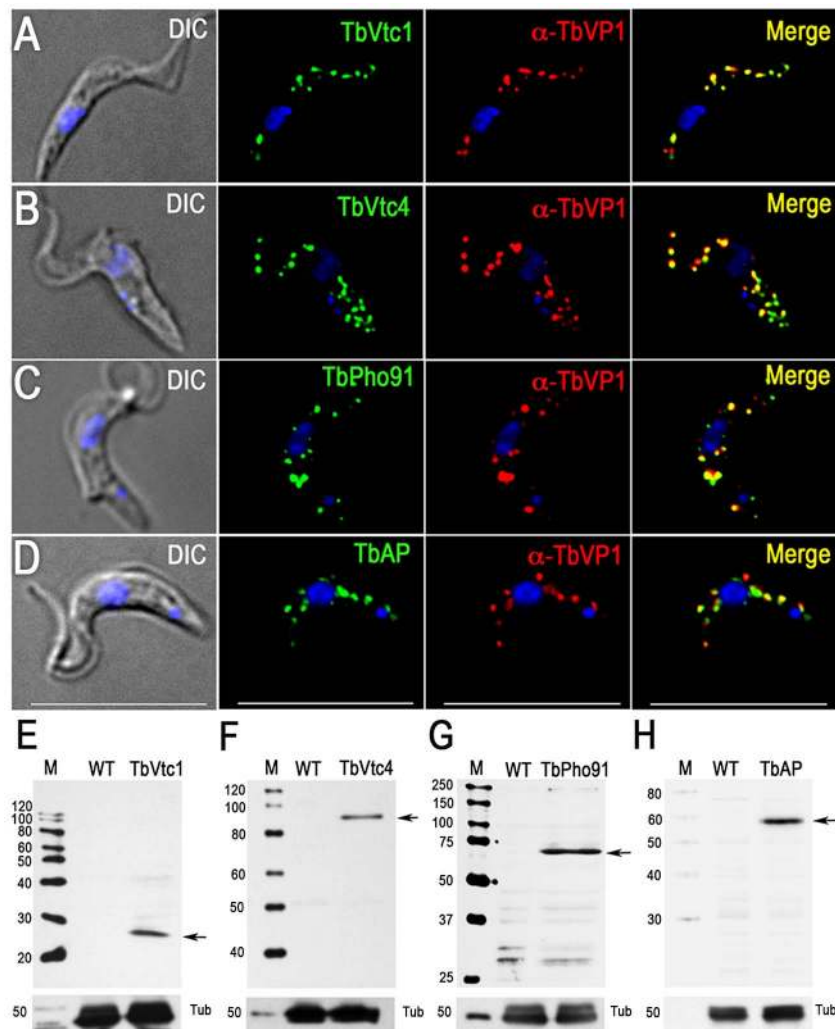 A DIC TbVtc1 α-TbVP1 Merge
B DIC TbVtc4 α-TbVP1 Merge
C DIC TbPho91 α-TbVP1 Merge
D DIC TbAP α-TbVP1 Merge
E F G H
M WT TbVtc1 M WT TbVtc4 M WT TbPho91 M WT TbAP
120
100
80
60
50
40
30
20
50 Tub
120
100
80
60
50
40
50 Tub
250
150
100
75
50
37
25
50 Tub
80
60
50
40
30
50 Tub